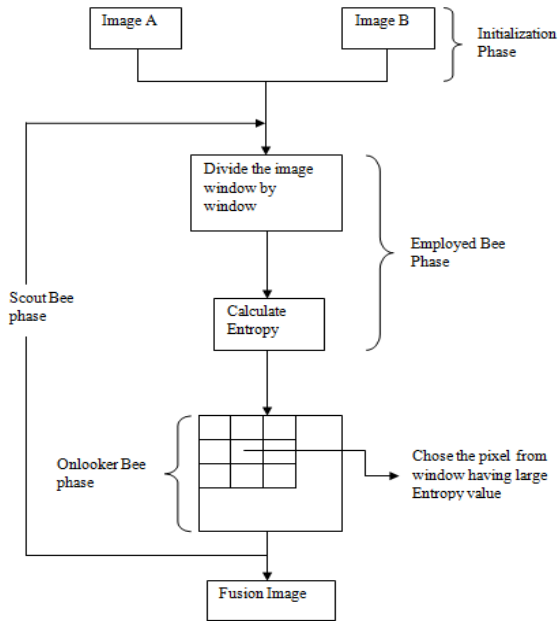 Image A
Image B
Initialization
Phase
Divide the image
window by
window
Employed Bee
Phase
Scout Bee
phase
Calculate
Entropy
Onlooker Bee
phase
Chose the pixel from
window having large
Entropy value
Fusion Image